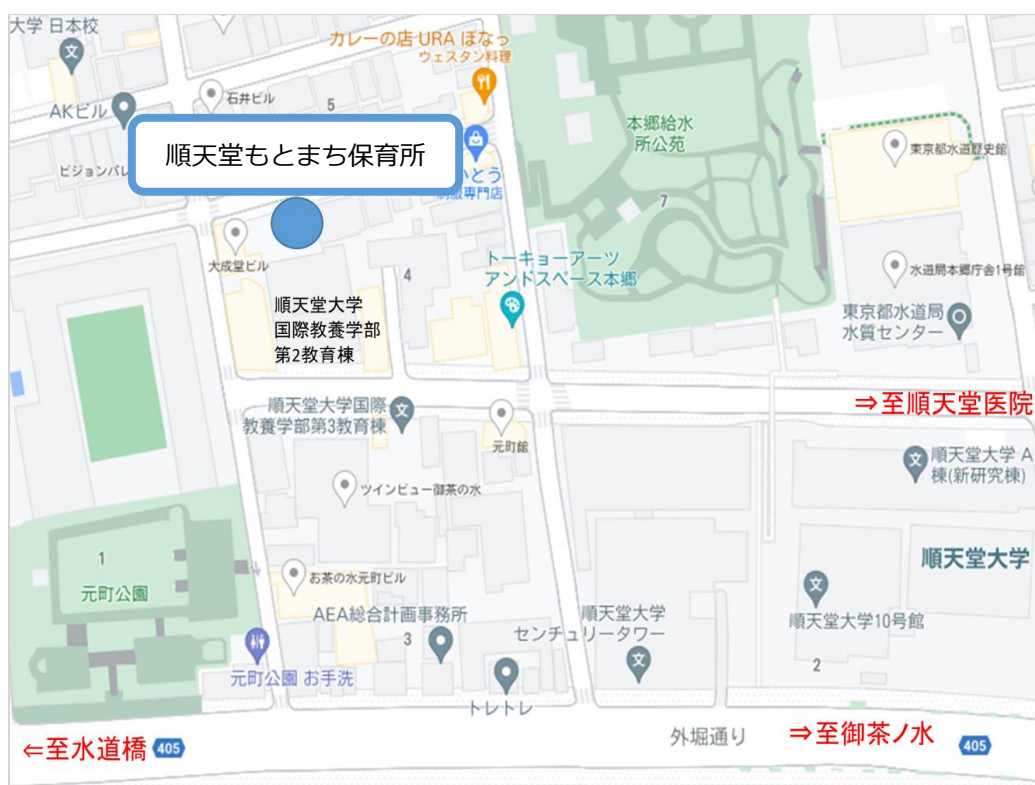 大学 日本校
カレーの店 URA ぼなっ
ウェスタン料理
AKビル
石井ビル
5
本郷給水
所公苑
東京都水道歴史館
順天堂もとまち保育所
ビジョンパレ
制服専門店
7
大成堂ビル
トーキョーアーツ
アンドスペース本郷
4
水道局本郷庁舎1号館
順天堂大学
国際教養学部
第2教育棟
東京都水道局
水質センター
順天堂大学国際
教養学部第3教育棟
⇒至順天堂医院
元町館
順天堂大学 A
棟(新研究棟)
ツインビュー御茶の水
1
元町公園
お茶の水元町ビル
順天堂大学
AEA総合計画事務所
3
順天堂大学
センチュリータワー
順天堂大学10号館
2
元町公園 お手洗
トレトレ
⇐至水道橋
405
外堀通り
⇒至御茶ノ水
405